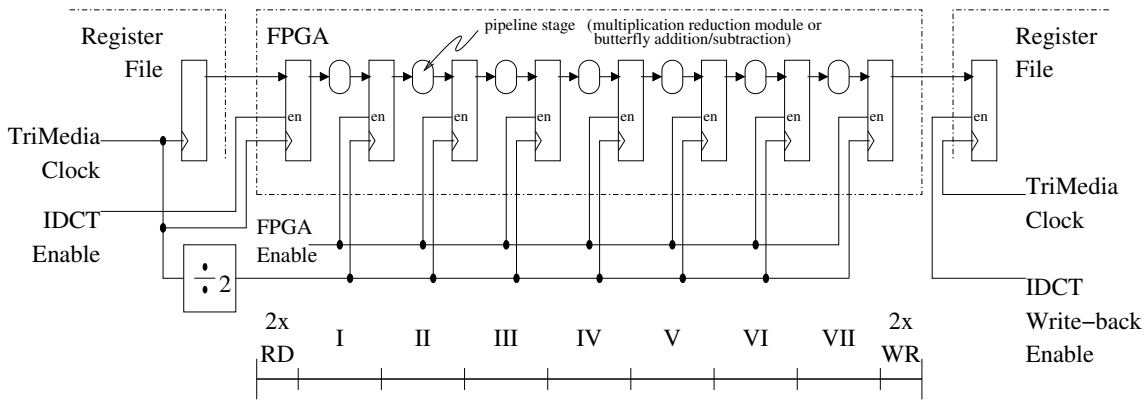 Register
File
FPGA
pipeline stage (multiplication reduction module or
butterfly addition/subtraction)
Register
File
en
en
en
en
en
en
en
en
en
TriMedia
Clock
IDCT
Enable
FPGA
Enable
÷ 2
TriMedia
Clock
IDCT
Write−back
Enable
2x
RD
I
II
III
IV
V
VI
VII
2x
WR